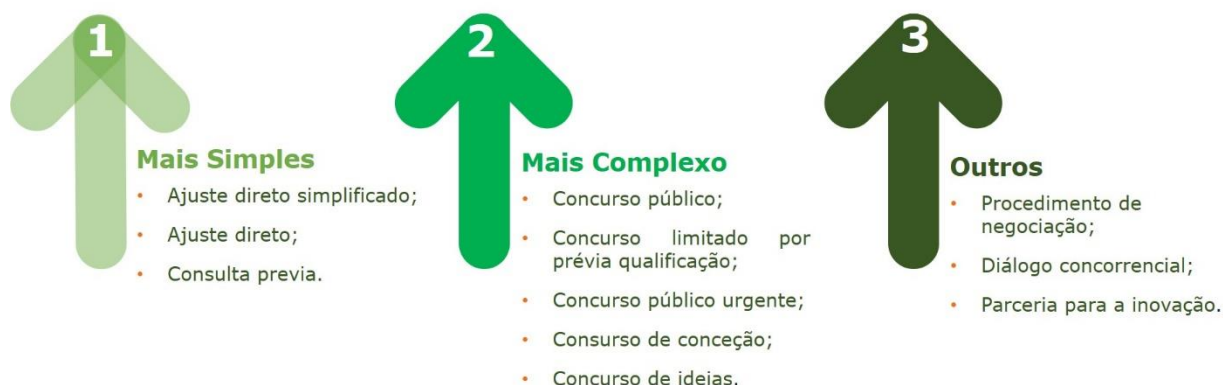 1
Mais Simples
• Ajuste direto simplificado;
• Ajuste direto;
• Consulta previa.
2
Mais Complexo
• Concurso público;
• Concurso limitado por
prévia qualificação;
• Concurso público urgente;
• Consurso de conceção;
• Concurso de ideias.
3
Outros
• Procedimento de
negociação;
• Diálogo concorrencial;
• Parceria para a inovação.